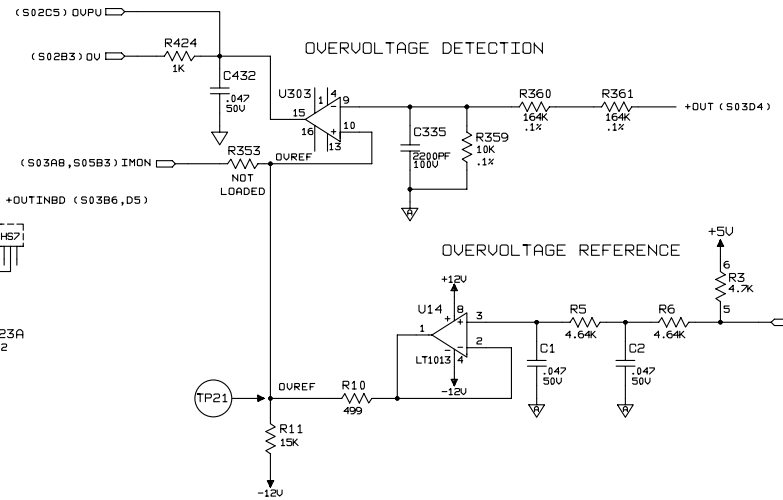 (S02C5) OVPU
(S02B3) OV
R424
1K
C432
.047
50V
OVERVOLTAGE DETECTION
U303
1
4
9
15
16
10
13
R360
164K
.1%
R361
164K
.1%
+OUT (S03D4)
C335
2200PF
100V
R359
10K
.1%
A
(S03A8,S05B3) IMON
R353
NOT
LOADED
OVREF
+OUTINBD (S03B6,D5)
HS7
23A
2
OVERVOLTAGE REFERENCE
+5V
6
R3
4.7K
5
+12V
U14
8
3
1
2
4
LT1013
-12V
R5
4.64K
R6
4.64K
C1
.047
50V
C2
.047
50V
A
A
TP21
OVREF
R10
499
R11
15K
-12V